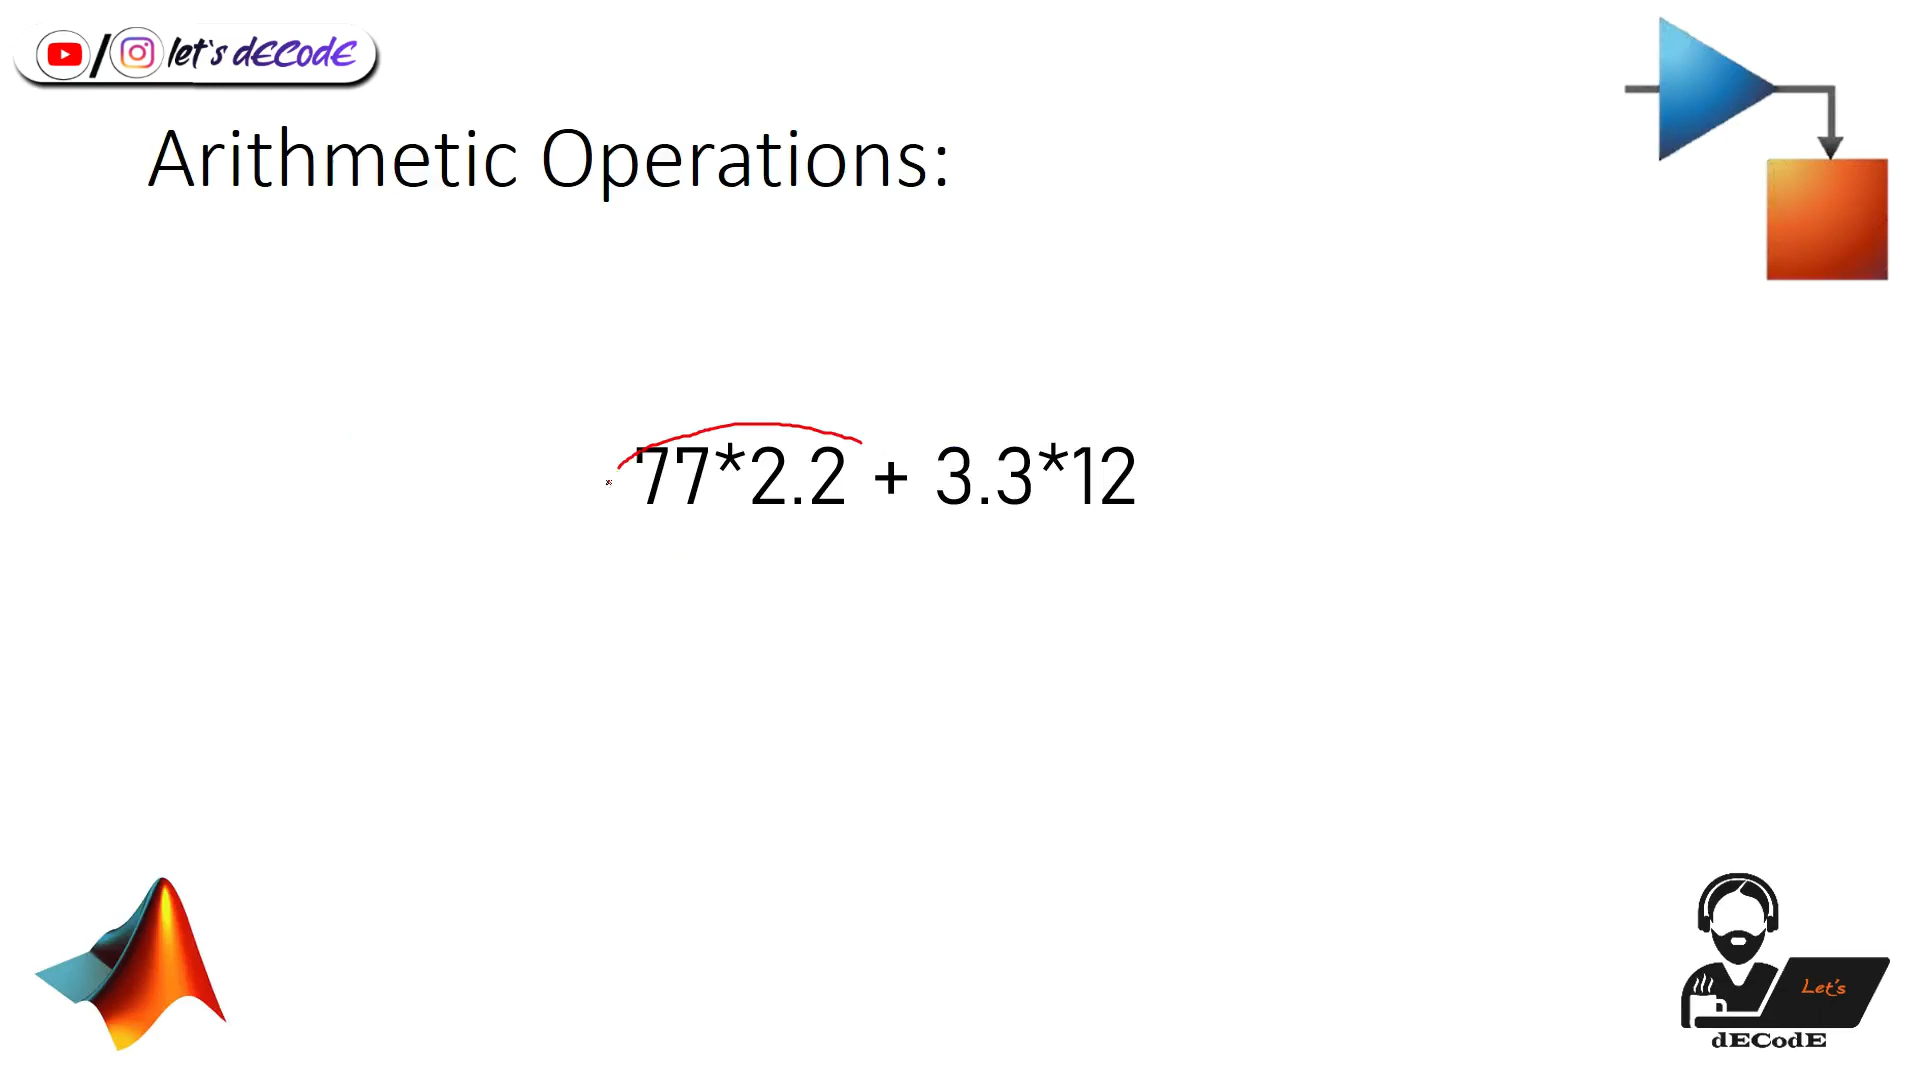 let's dECodE
Arithmetic Operations:
77*2.2 + 3.3*12
Let's
dECodE